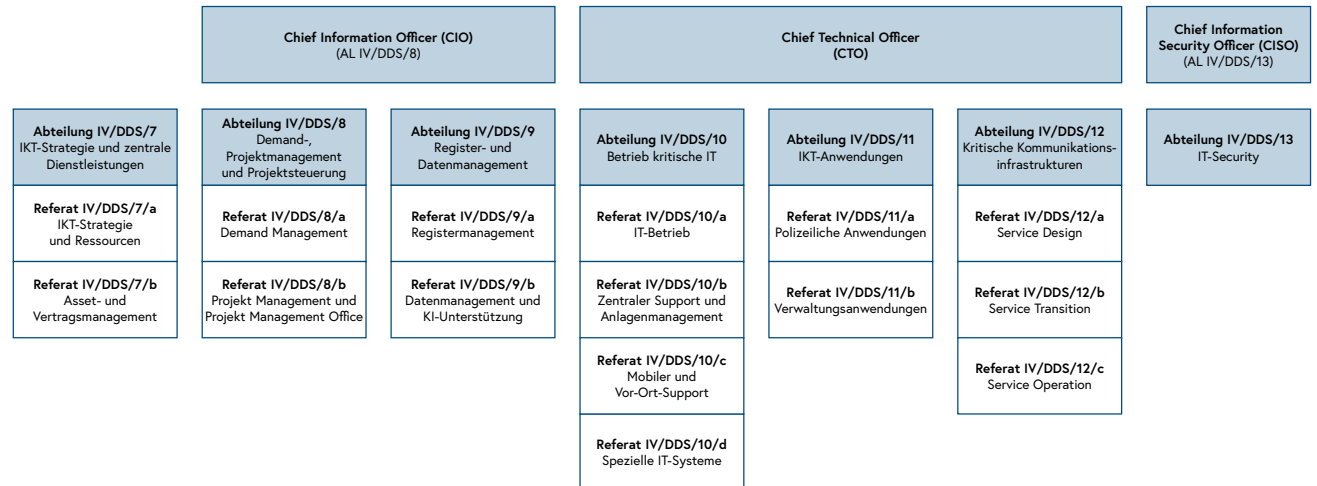 Chief Information Officer (CIO)
(AL IV/DDS/8)
Chief Technical Officer
(CTO)
Chief Information
Security Officer (CISO)
(AL IV/DDS/13)
Abteilung IV/DDS/7
IKT-Strategie und zentrale
Dienstleistungen
Referat IV/DDS/7/a
IKT-Strategie
und Ressourcen
Referat IV/DDS/7/b
Asset- und
Vertragsmanagement
Abteilung IV/DDS/8
Demand-,
Projektmanagement
und Projektsteuerung
Referat IV/DDS/8/a
Demand Management
Referat IV/DDS/8/b
Projekt Management und
Projekt Management Office
Abteilung IV/DDS/9
Register- und
Datenmanagement
Referat IV/DDS/9/a
Registermanagement
Referat IV/DDS/9/b
Datenmanagement und
KI-Unterstützung
Abteilung IV/DDS/10
Betrieb kritische IT
Referat IV/DDS/10/a
IT-Betrieb
Referat IV/DDS/10/b
Zentraler Support und
Anlagenmanagement
Referat IV/DDS/10/c
Mobiler und
Vor-Ort-Support
Referat IV/DDS/10/d
Spezielle IT-Systeme
Abteilung IV/DDS/11
IKT-Anwendungen
Referat IV/DDS/11/a
Polizeiliche Anwendungen
Referat IV/DDS/11/b
Verwaltungsanwendungen
Abteilung IV/DDS/12
Kritische Kommunikations-
infrastrukturen
Referat IV/DDS/12/a
Service Design
Referat IV/DDS/12/b
Service Transition
Referat IV/DDS/12/c
Service Operation
Abteilung IV/DDS/13
IT-Security